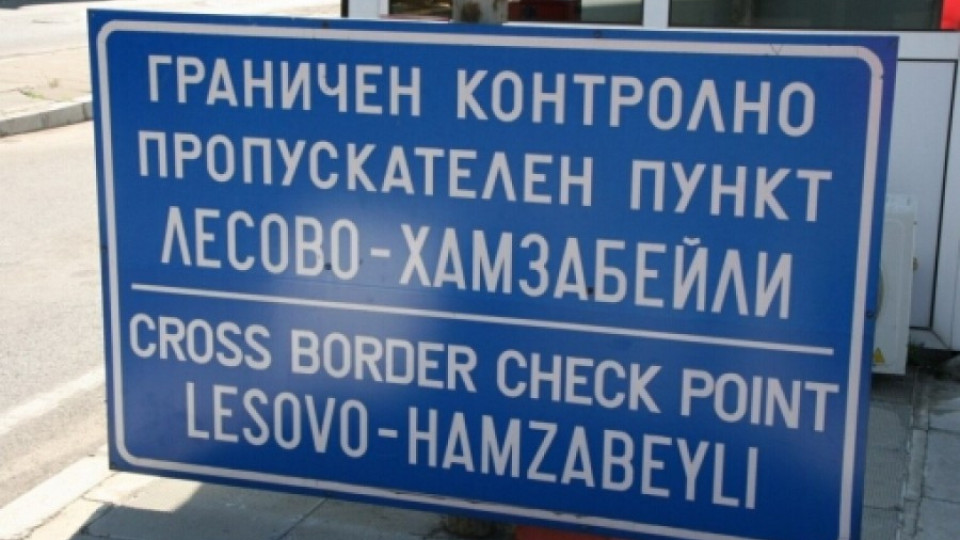 ГРАНИЧЕН КОНТРОЛНО
ПРОПУСКАТЕЛЕН ПУНКТ
ЛЕСОВО-ХАМЗАБЕЙЛИ
CROSS BORDER CHECK POINT
LESOVO-HAMZABEYLI